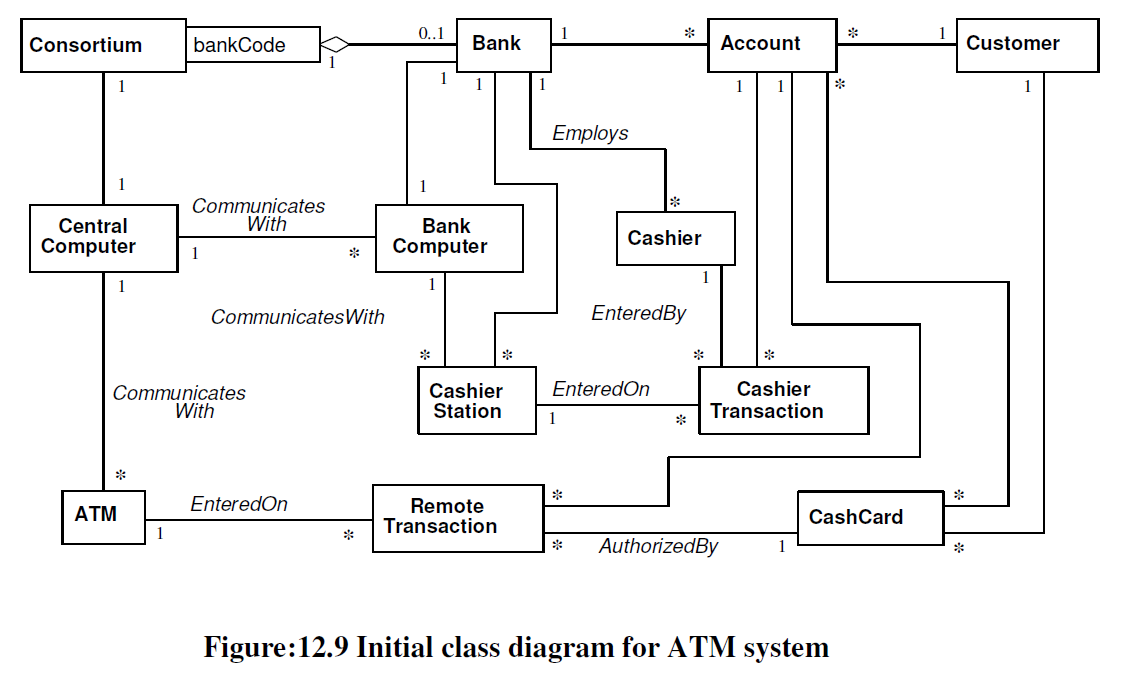 Consortium
bankCode
1
0..1
Bank
1
*
Account
*
1
Customer
1
1
1
1
1
1
*
1
Employs
1
Communicates
With
1
*
Central
Computer
1
*
Bank
Computer
Cashier
1
1
1
CommunicatesWith
EnteredBy
*
*
*
*
Communicates
With
Cashier
Station
EnteredOn
1
*
Cashier
Transaction
*
ATM
EnteredOn
1
*
Remote
Transaction
*
*
AuthorizedBy
1
CashCard
*
*
Figure:12.9 Initial class diagram for ATM system